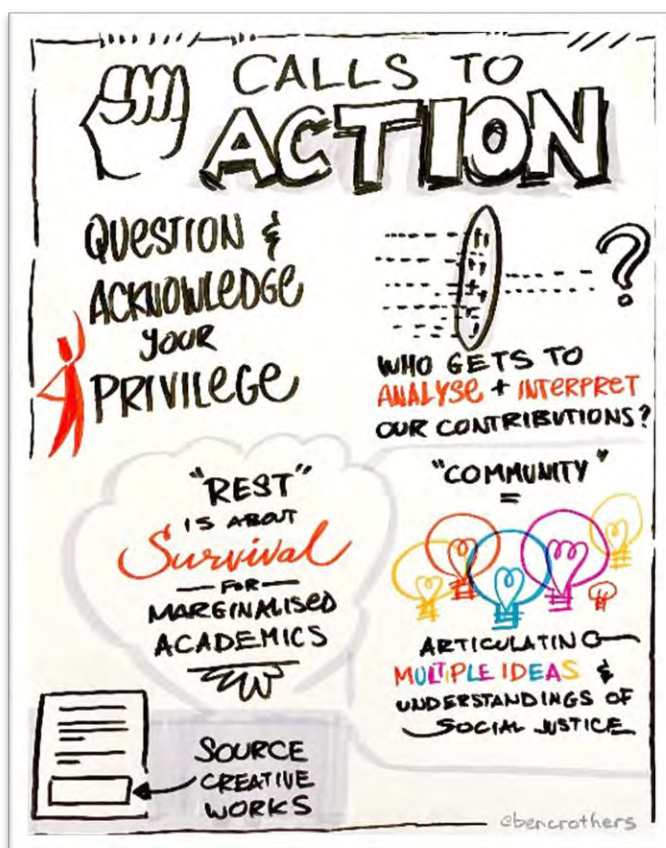 CALLS TO
ACTION
QUESTION &
ACKNOWLEDGE
YOUR
PRIVILEGE
?
WHO GETS TO
ANALYSE + INTERPRET
OUR CONTRIBUTIONS?
"REST"
IS ABOUT
Survival
— FOR —
MARGINALISED
ACADEMICS
"COMMUNITY"
=
ARTICULATING
MULTIPLE IDEAS &
UNDERSTANDINGS OF
SOCIAL JUSTICE
SOURCE
CREATIVE
WORKS
@bencrothers